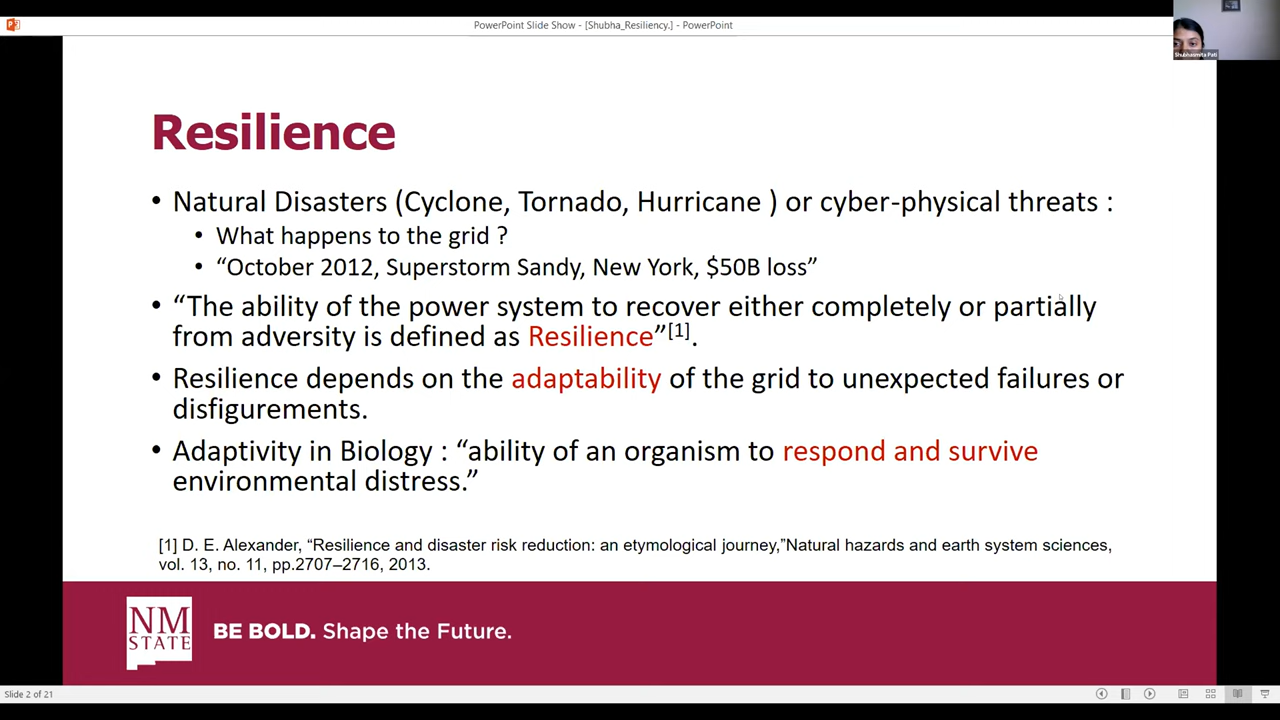 PowerPoint Slide Show - [Shubha_Resiliency.] - PowerPoint
Shubhasmita Pati
Resilience
• Natural Disasters (Cyclone, Tornado, Hurricane ) or cyber-physical threats :
• What happens to the grid ?
• “October 2012, Superstorm Sandy, New York, $50B loss”
• “The ability of the power system to recover either completely or partially
from adversity is defined as Resilience”[1].
• Resilience depends on the adaptability of the grid to unexpected failures or
disfigurements.
• Adaptivity in Biology : “ability of an organism to respond and survive
environmental distress.”
[1] D. E. Alexander, “Resilience and disaster risk reduction: an etymological journey,”Natural hazards and earth system sciences,
vol. 13, no. 11, pp.2707–2716, 2013.
NM
STATE
BE BOLD. Shape the Future.
Slide 2 of 21